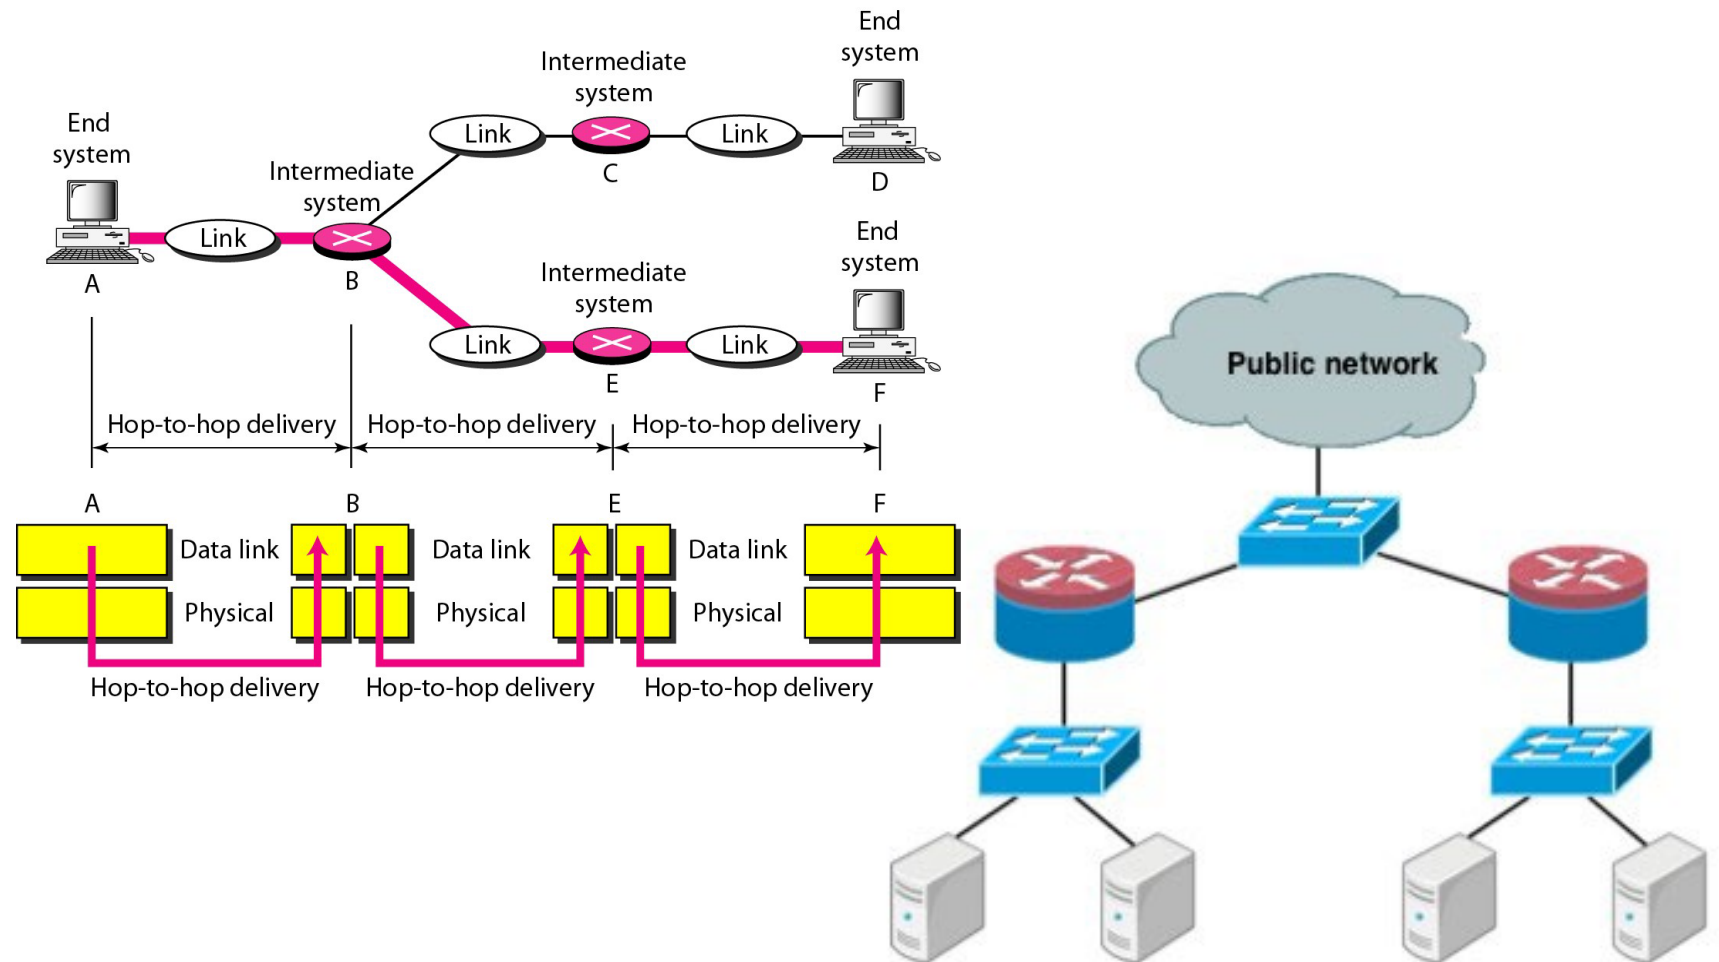 End
system
Intermediate
system
Link
Link
C
D
End
system
Intermediate
system
Link
A
B
End
system
Intermediate
system
Link
Link
E
F
Hop-to-hop delivery
Hop-to-hop delivery
Hop-to-hop delivery
A
B
E
F
Data link
Data link
Data link
Physical
Physical
Physical
Hop-to-hop delivery
Hop-to-hop delivery
Hop-to-hop delivery
Public network